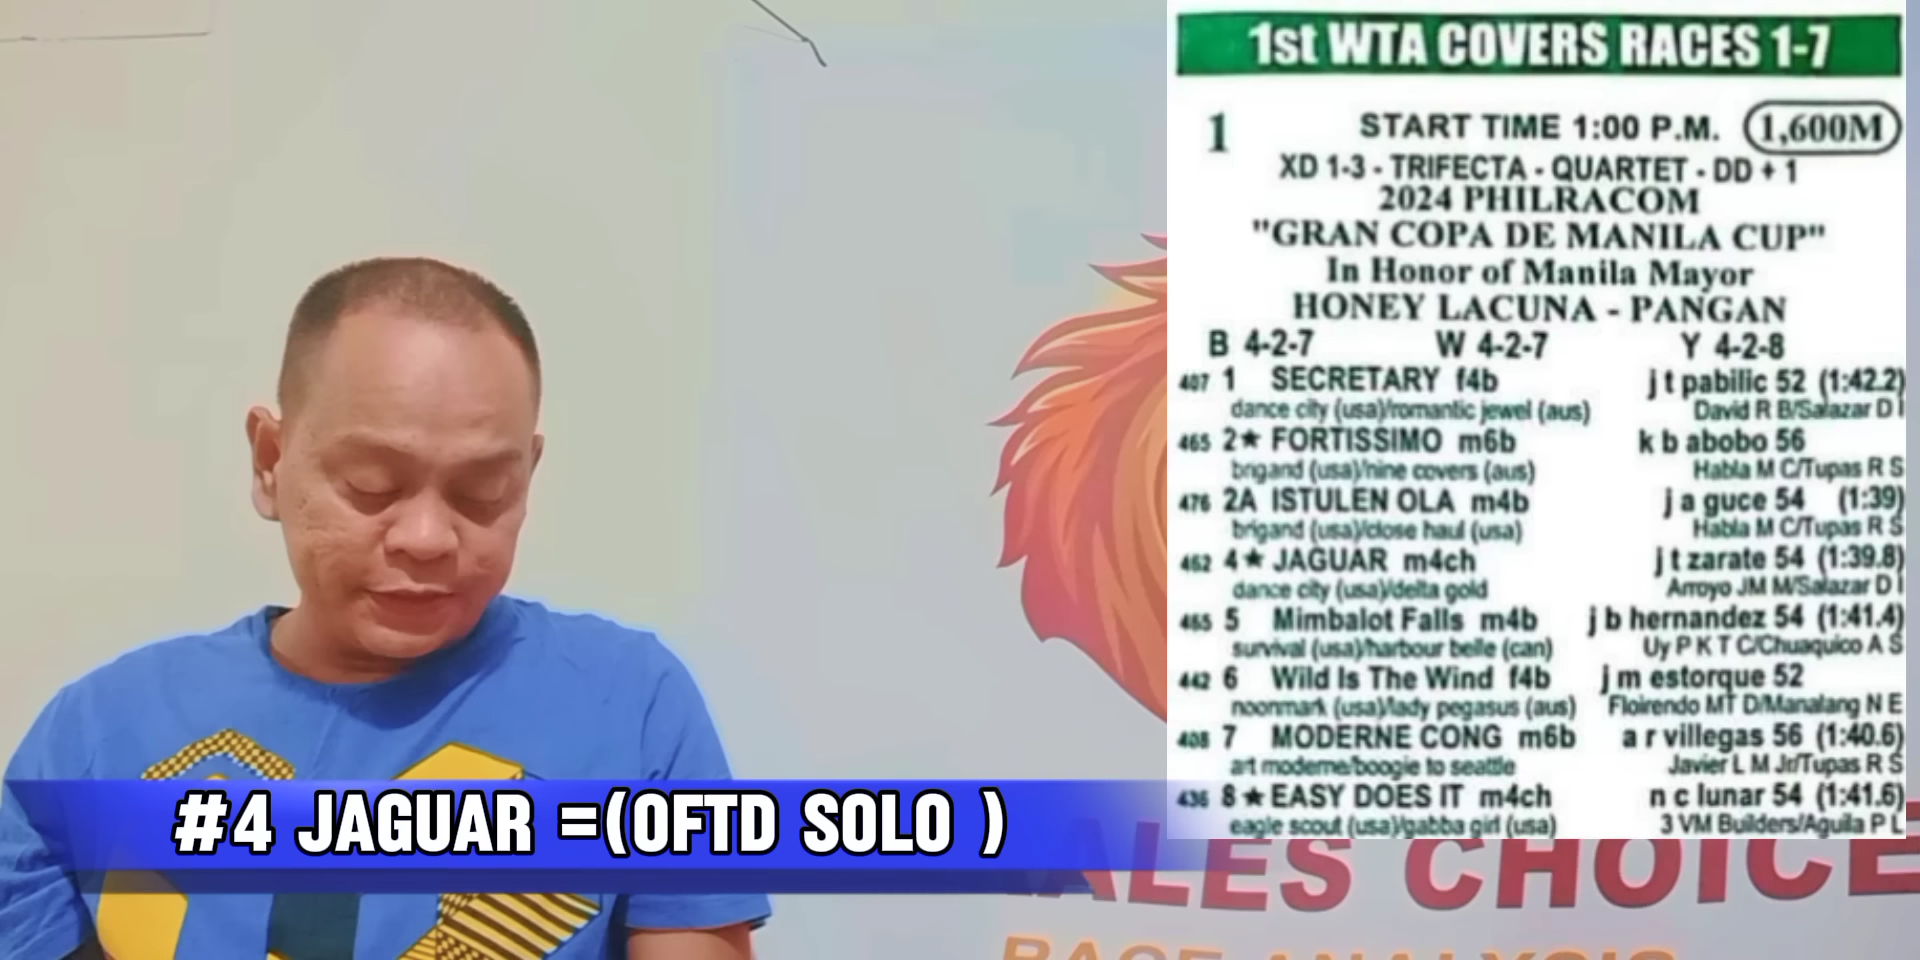 1st WTA COVERS RACES 1-7
1 START TIME 1:00 P.M. 1,600M
XD 1-3 - TRIFECTA - QUARTET - DD + 1
2024 PHILRACOM
"GRAN COPA DE MANILA CUP"
In Honor of Manila Mayor
HONEY LACUNA - PANGAN
B 4-2-7 W 4-2-7 Y 4-2-8
407 1 SECRETARY f4b j t pabilic 52 (1:42.2)
dance city (usa)/romantic jewel (aus) David R B/Salazar D I
465 2★ FORTISSIMO m6b k b abobo 56
brigand (usa)/nine covers (aus) Habla M C/Tupas R S
476 2A ISTULEN OLA m4b j a guce 54 (1:39)
brigand (usa)/close haul (usa) Habla M C/Tupas R S
462 4★ JAGUAR m4ch j t zarate 54 (1:39.8)
dance city (usa)/delta gold Arroyo JM M/Salazar D I
465 5 Mimbalot Falls m4b j b hernandez 54 (1:41.4)
survival (usa)/harbour belle (can) Uy P K T C/Chuaquico A S
442 6 Wild Is The Wind f4b j m estorque 52
noonmark (usa)/lady pegasus (aus) Floirendo MT D/Manalang N E
408 7 MODERNE CONG m6b a r villegas 56 (1:40.6)
art moderne/boogie to seattle Javier L M Jr/Tupas R S
436 8★ EASY DOES IT m4ch n c lunar 54 (1:41.6)
eagle scout (usa)/gabba girl (usa) 3 VM Builders/Aguila P L
#4 JAGUAR =(OFTD SOLO )
ALES CHOICE
RACE ANALYSIS